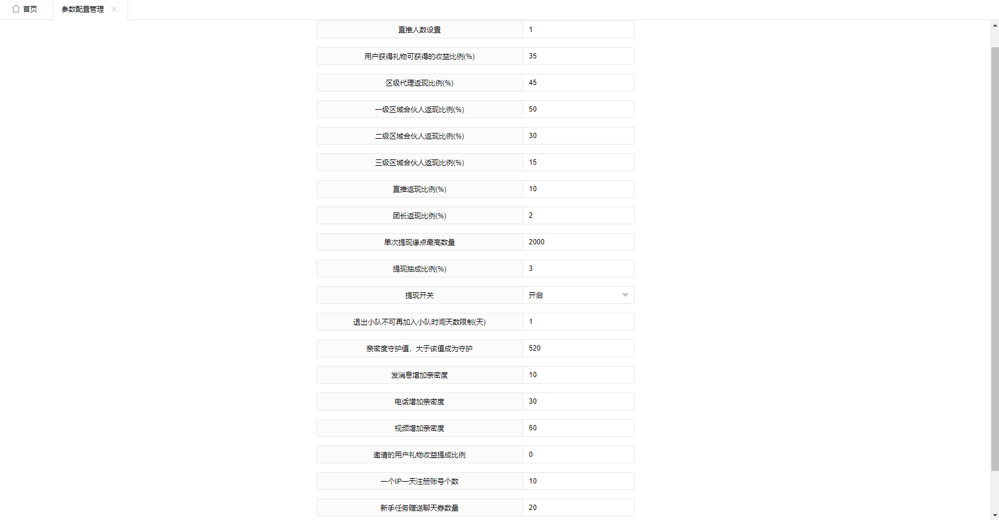 首页 参数配置管理
直推人数设置 1
用户获得礼物可获得的收益比例(%) 35
区级代理返现比例(%) 45
一级区域合伙人返现比例(%) 50
二级区域合伙人返现比例(%) 30
三级区域合伙人返现比例(%) 15
直推返现比例(%) 10
团长返现比例(%) 2
单次提现缘点最高数量 2000
提现抽成比例(%) 3
提现开关 开启
退出小队不可再加入小队时间天数限制(天) 1
亲密度守护值，大于该值成为守护 520
发消息增加亲密度 10
电话增加亲密度 30
视频增加亲密度 60
邀请的用户礼物收益提成比例 0
一个IP一天注册账号个数 10
新手任务赠送聊天券数量 20